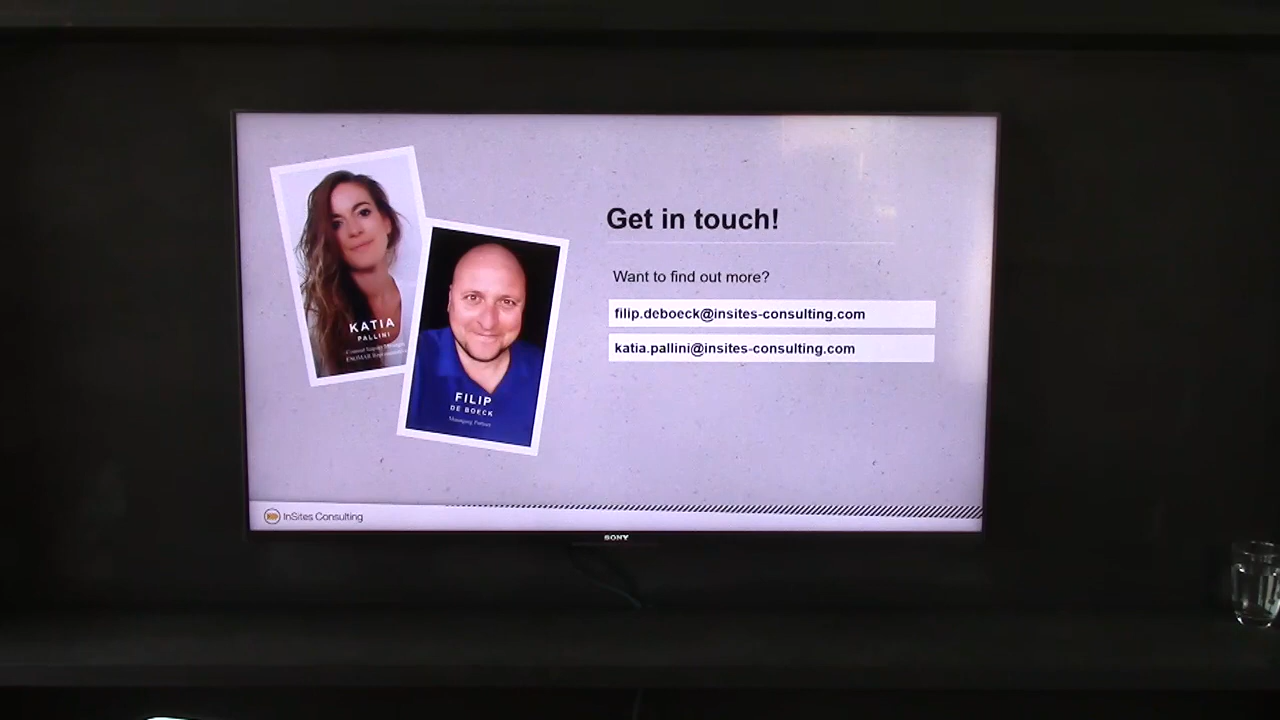 Get in touch!
Want to find out more?
filip.deboeck@insites-consulting.com
katia.pallini@insites-consulting.com
KATIA
PALLINI
FILIP
DE BOECK
Managing Partner
InSites Consulting
SONY